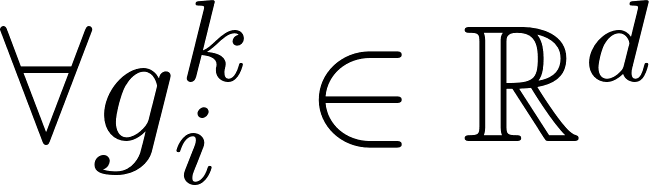 ∀g_i^k ∈ ℝ^d